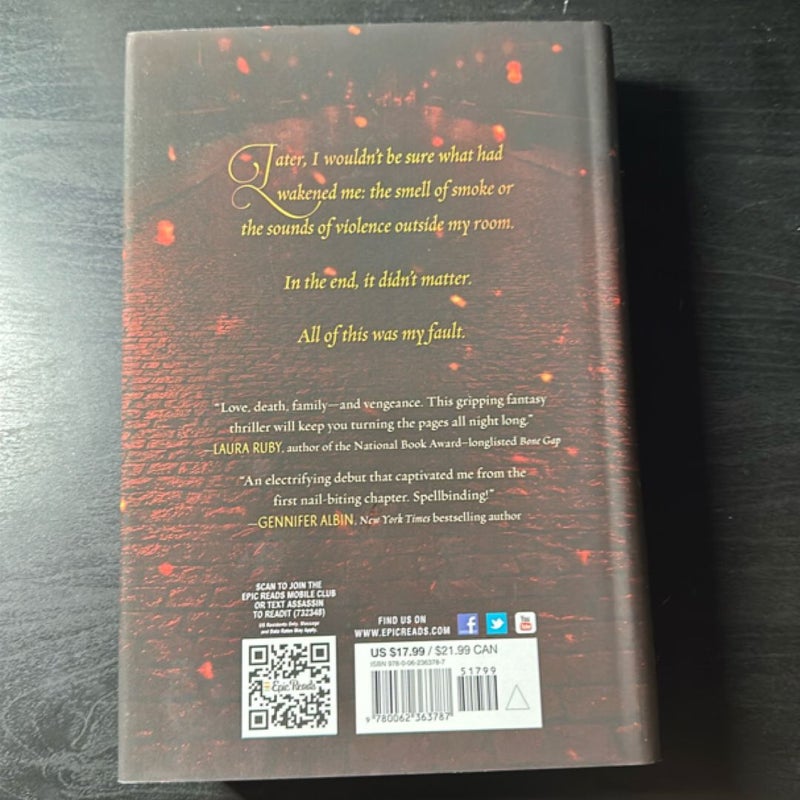 Later, I wouldn't be sure what had
wakened me: the smell of smoke or
the sounds of violence outside my room.
In the end, it didn't matter.
All of this was my fault.
“Love, death, family—and vengeance. This gripping fantasy
thriller will keep you turning the pages all night long.”
—LAURA RUBY, author of the National Book Award–longlisted Bone Gap
“An electrifying debut that captivated me from the
first nail-biting chapter. Spellbinding!”
—GENNIFER ALBIN, New York Times bestselling author
SCAN TO JOIN THE
EPIC READS MOBILE CLUB
OR TEXT ASSASSIN
TO READIT (732348)
US Residents Only. Message
and Data Rates May Apply.
Epic Reads
FIND US ON
WWW.EPICREADS.COM
f
You
Tube
US $17.99 / $21.99 CAN
ISBN 978-0-06-236378-7
51799
9 780062 363787